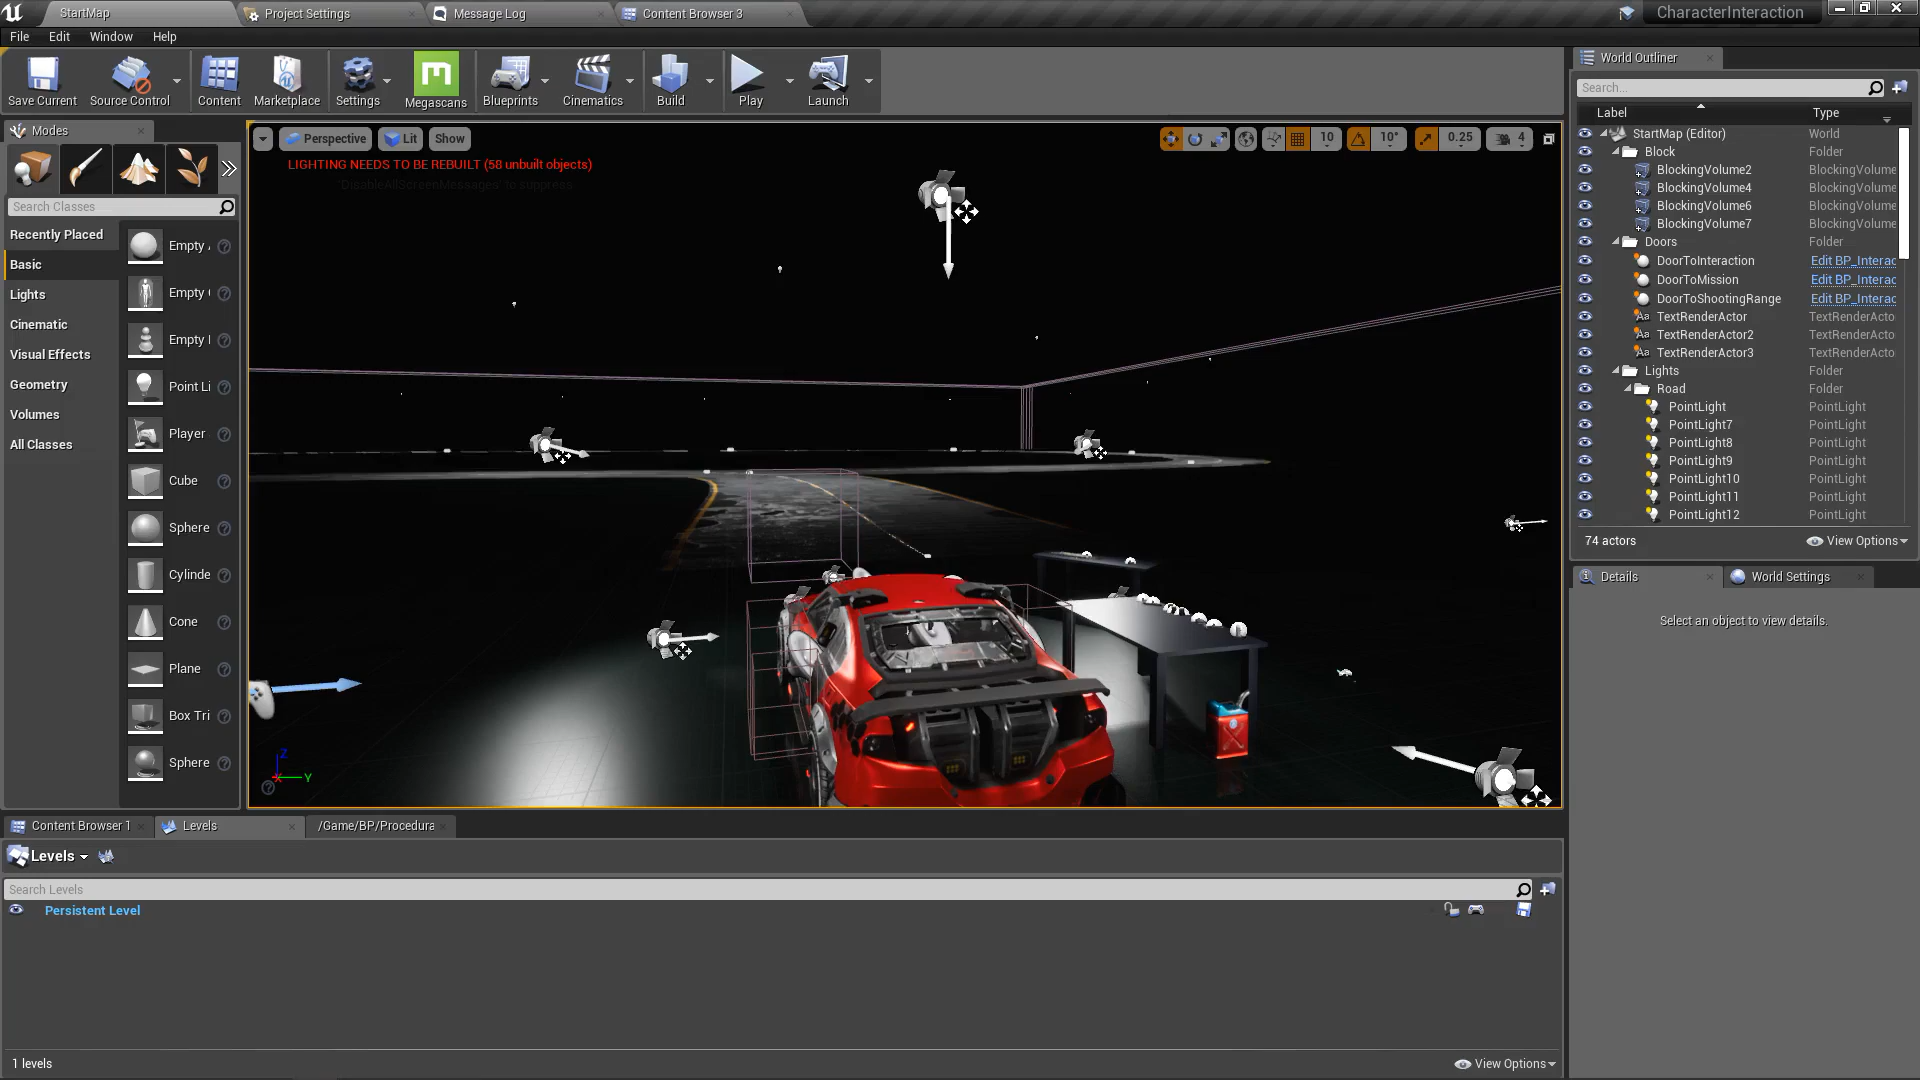 StartMap
Project Settings
Message Log
Content Browser 3
CharacterInteraction
File Edit Window Help
Save Current
Source Control
Content
Marketplace
Settings
Megascans
Blueprints
Cinematics
Build
Play
Launch
World Outliner
Search...
Label Type
Modes
Search Classes
Recently Placed
Basic
Lights
Cinematic
Visual Effects
Geometry
Volumes
All Classes
Empty
Empty
Empty
Point Li
Player
Cube
Sphere
Cylinde
Cone
Plane
Box Tri
Sphere
Perspective Lit Show
10 10° 0.25 4
LIGHTING NEEDS TO BE REBUILT (58 unbuilt objects)
'DisableAllScreenMessages' to suppress
Z
Y
StartMap (Editor) World
Block Folder
BlockingVolume2 BlockingVolume
BlockingVolume4 BlockingVolume
BlockingVolume6 BlockingVolume
BlockingVolume7 BlockingVolume
Doors Folder
DoorToInteraction Edit BP_Interac
DoorToMission Edit BP_Interac
DoorToShootingRange Edit BP_Interac
TextRenderActor TextRenderActo
TextRenderActor2 TextRenderActo
TextRenderActor3 TextRenderActo
Lights Folder
Road Folder
PointLight PointLight
PointLight7 PointLight
PointLight8 PointLight
PointLight9 PointLight
PointLight10 PointLight
PointLight11 PointLight
PointLight12 PointLight
74 actors View Options
Details
World Settings
Select an object to view details.
Content Browser 1
Levels
/Game/BP/Procedura
Levels
Search Levels
Persistent Level
1 levels View Options